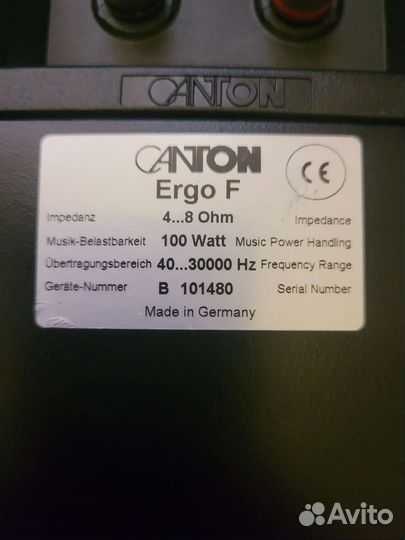 CANTON
CANTON
CE
Ergo F
Impedanz 4...8 Ohm Impedance
Musik-Belastbarkeit 100 Watt Music Power Handling
Übertragungsbereich 40...30000 Hz Frequency Range
Geräte-Nummer B 101480 Serial Number
Made in Germany
Avito